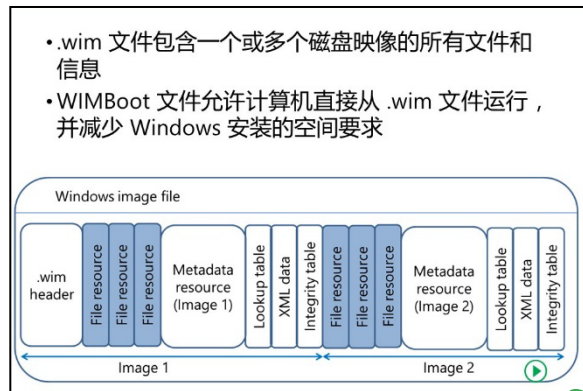 • .wim 文件包含一个或多个磁盘映像的所有文件和
信息
• WIMBoot 文件允许计算机直接从 .wim 文件运行，
并减少 Windows 安装的空间要求
Windows image file
.wim
header
File resource
File resource
File resource
Metadata
resource
(Image 1)
Lookup table
XML data
Integrity table
File resource
File resource
File resource
Metadata
resource
(Image 2)
Lookup table
XML data
Integrity table
Image 1
Image 2